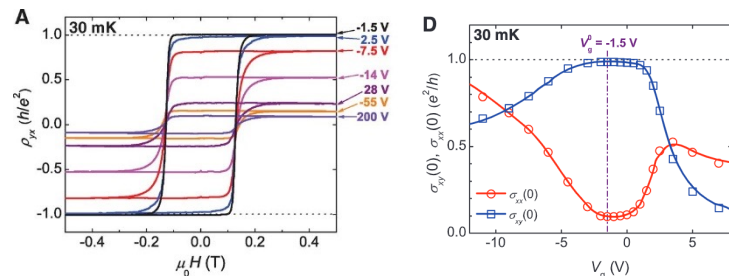 A
30 mK
-1.5 V
2.5 V
-7.5 V
-14 V
28 V
-55 V
200 V
1.0
0.5
0.0
-0.5
-1.0
ρyx (h/e²)
-0.4 -0.2 0.0 0.2 0.4
μ0H (T)
D
30 mK
Vg⁰ = -1.5 V
1.0
0.5
0.0
σxy(0), σxx(0) (e²/h)
σxx(0)
σxy(0)
-10 -5 0 5
Vg (V)